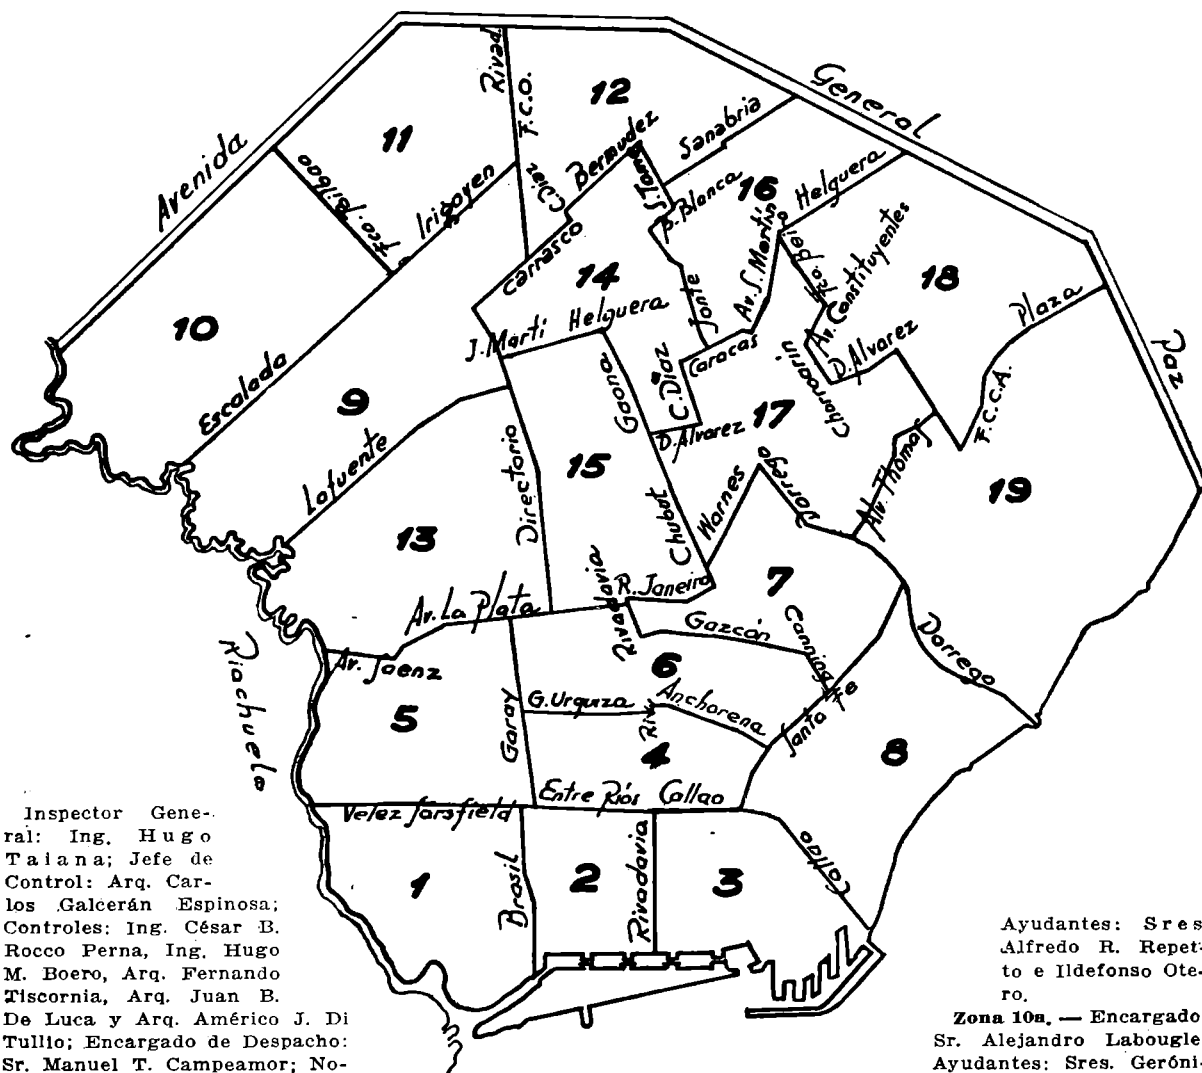 Avenida
General
Paz
Rivad.
F.C.O.
12
11
Fco. Bilbao
Irigoyen
C. Diaz
Bermudez
Sanabria
B. Blanca
16
Helguera
Jonte
Av. S. Martin
Av. Constituyentes
18
Plaza
10
Carrasco
14
J. Martí
Helguera
Caracas
Charroarin
D. Alvarez
F.C.C.A.
Escalada
9
Gaona
C. Díaz
D. Alvarez
17
Lafuente
Directorio
15
Chubut
Warnes
Dorrego
Alv. Thomas
19
13
Rivadavia
R. Janeiro
7
Av. La Plata
Gazcón
Canning
Dorrego
Riachuelo
Av. Saenz
6
5
Garay
G. Urquiza
Riv.
Anchorena
Santa Fe
4
8
Entre Ríos
Callao
Velez Sarsfield
1
Brasil
2
Rivadavia
3
Callao
Inspector Gene-
ral: Ing. Hugo
Taiana; Jefe de
Control: Arq. Car-
los Galcerán Espinosa;
Controles: Ing. César B.
Rocco Perna, Ing. Hugo
M. Boero, Arq. Fernando
Tiscornia, Arq. Juan B.
De Luca y Arq. Américo J. Di
Tullio; Encargado de Despacho:
Sr. Manuel T. Campeamor; No-
Ayudantes: Sres
Alfredo R. Repet-
to e Ildefonso Ote-
ro.
Zona 10a. — Encargado
Sr. Alejandro Labougle
Ayudantes: Sres. Geróni-